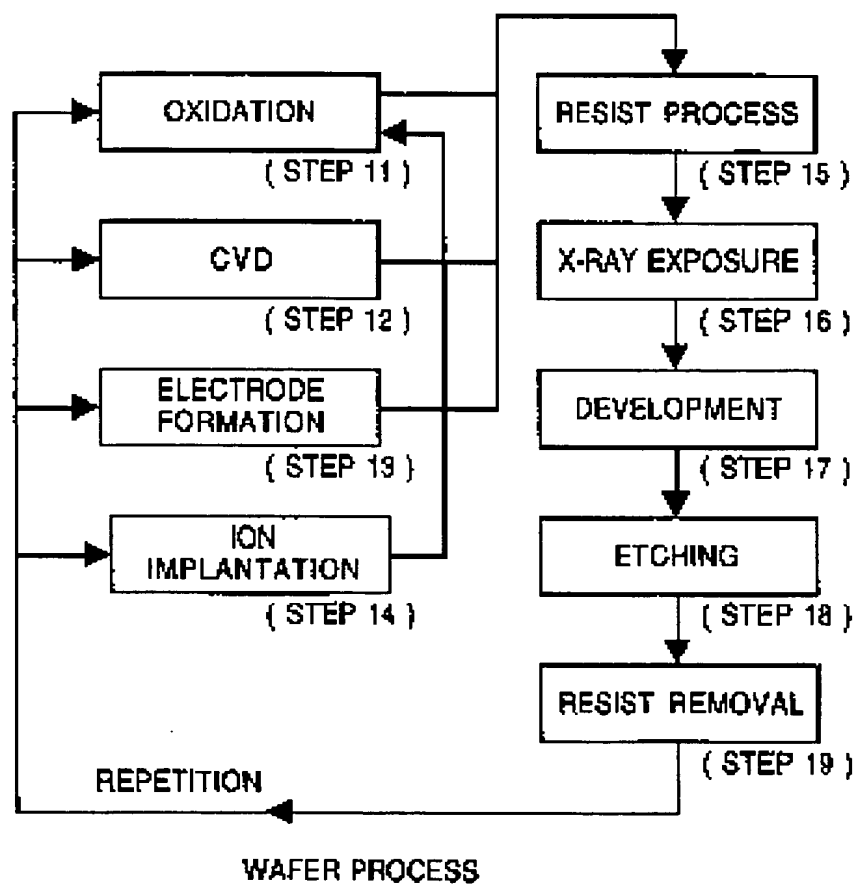 OXIDATION
( STEP 11 )
CVD
( STEP 12 )
ELECTRODE
FORMATION
( STEP 13 )
ION
IMPLANTATION
( STEP 14 )
RESIST PROCESS
( STEP 15 )
X-RAY EXPOSURE
( STEP 16 )
DEVELOPMENT
( STEP 17 )
ETCHING
( STEP 18 )
RESIST REMOVAL
( STEP 19 )
REPETITION
WAFER PROCESS